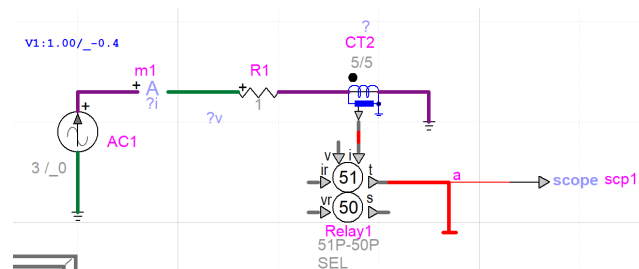 ?
V1:1.00/_-0.4
CT2
5/5
m1
R1
+
A
+
?i
1
?v
+
AC1
3 /_0
v
i
ir
51
t
a
scope scp1
vr
50
s
Relay1
51P-50P
SEL